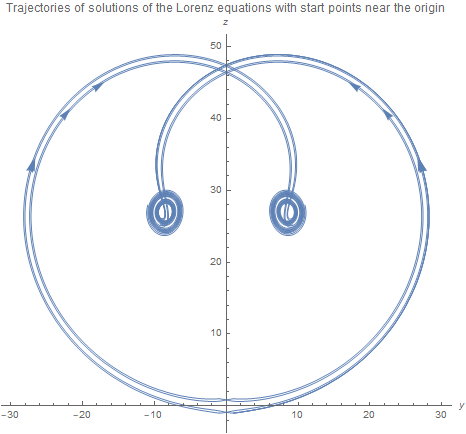 Trajectories of solutions of the Lorenz equations with start points near the origin
z
50
40
30
20
10
-30 -20 -10 10 20 30 y